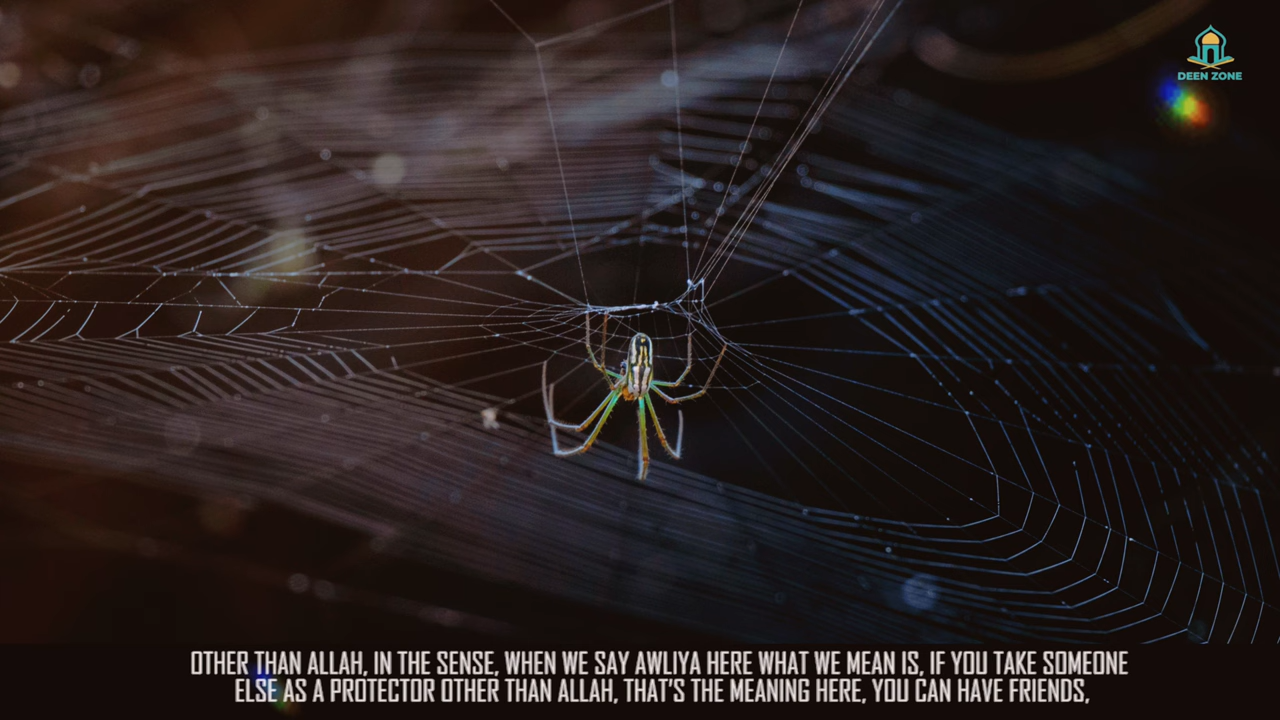 DEEN ZONE
OTHER THAN ALLAH, IN THE SENSE, WHEN WE SAY AWLIYA HERE WHAT WE MEAN IS, IF YOU TAKE SOMEONE
ELSE AS A PROTECTOR OTHER THAN ALLAH, THAT'S THE MEANING HERE, YOU CAN HAVE FRIENDS,